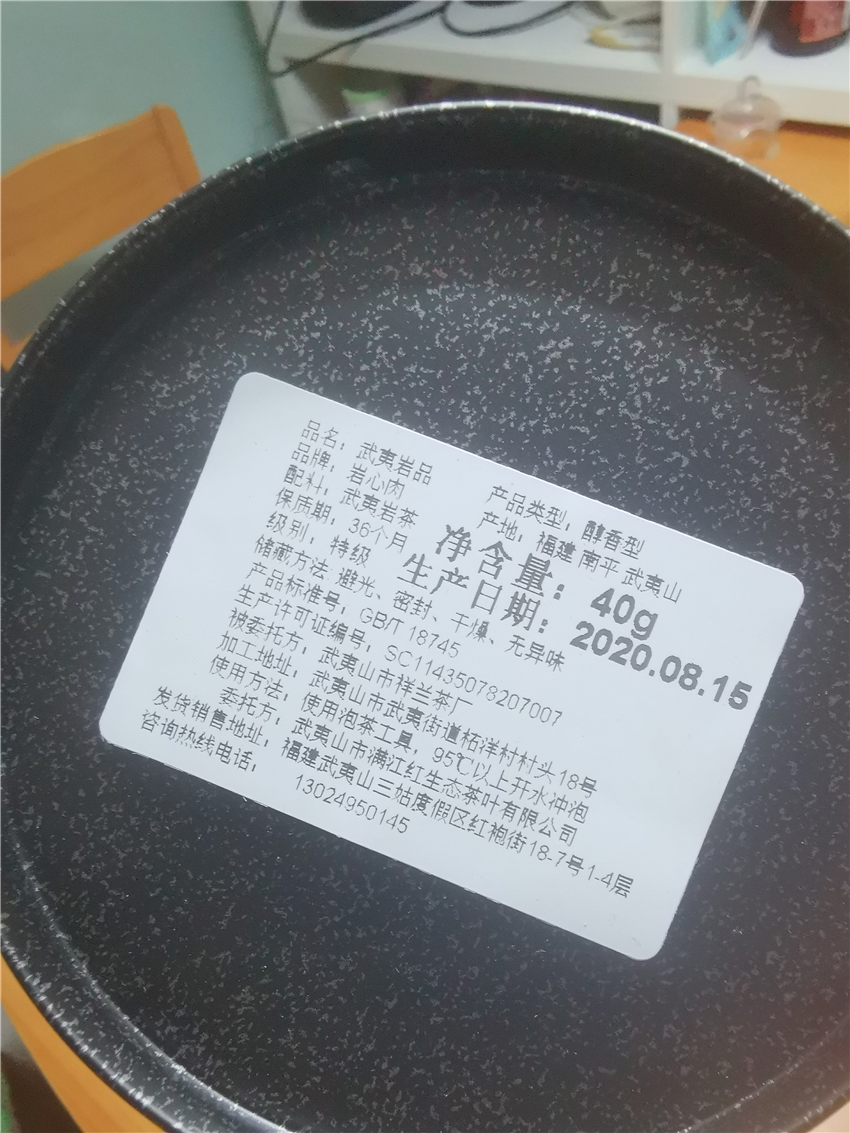 品名：武夷岩品
产品类型：醇香型
品牌：岩心肉
产地：福建 南平 武夷山
配料：武夷岩茶
净含量：40g
保质期：36个月
生产日期：2020.08.15
级别：特级
储藏方法:避光、密封、干燥、无异味
产品标准号：GB/T 18745
生产许可证编号：SC11435078207007
被委托方：武夷山市祥兰茶厂
加工地址：武夷山市武夷街道柘洋村村头18号
使用方法：使用泡茶工具，95℃以上开水冲泡
委托方：武夷山市满江红生态茶叶有限公司
发货销售地址：福建武夷山三姑度假区红袍街18-7号1-4层
咨询热线电话：13024950145